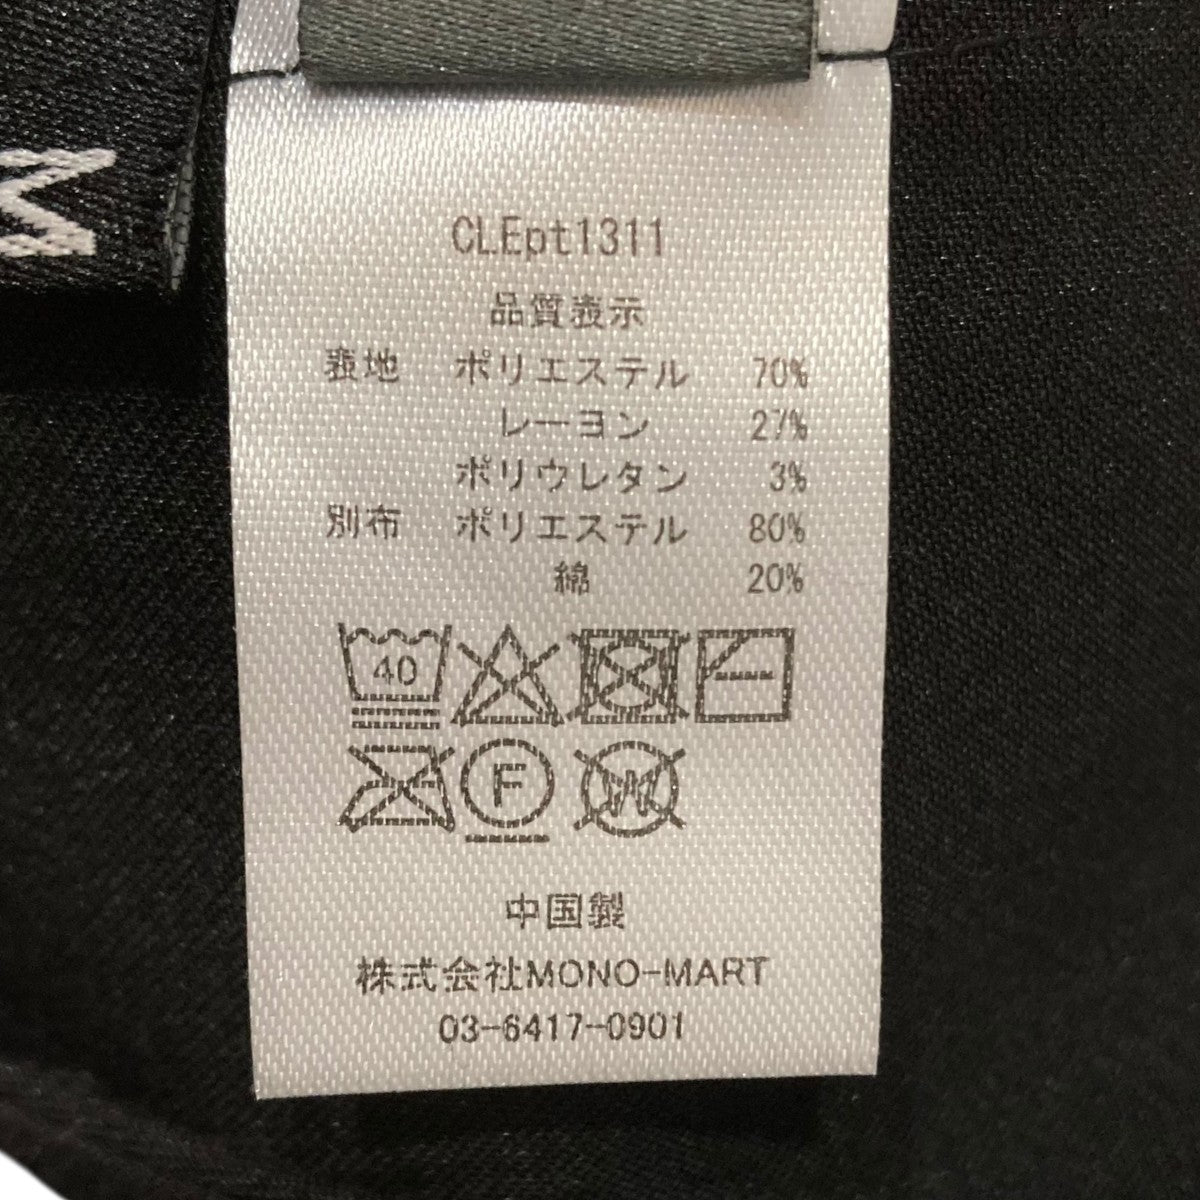 M
CLEpt1311
品質表示
表地 ポリエステル 70%
レーヨン 27%
ポリウレタン 3%
別布 ポリエステル 80%
綿 20%
40
F
W
中国製
株式会社MONO-MART
03-6417-0901